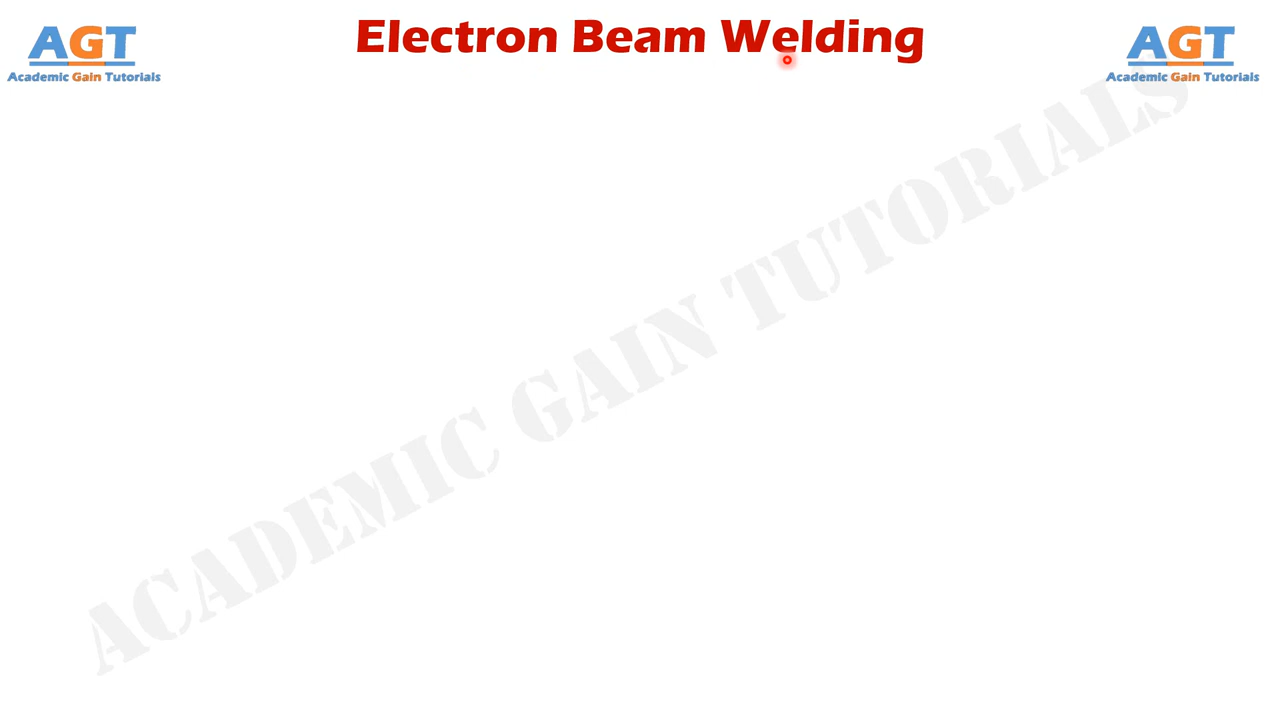 AGT
Academic Gain Tutorials
Electron Beam Welding
AGT
Academic Gain Tutorials
ACADEMIC GAIN TUTORIALS